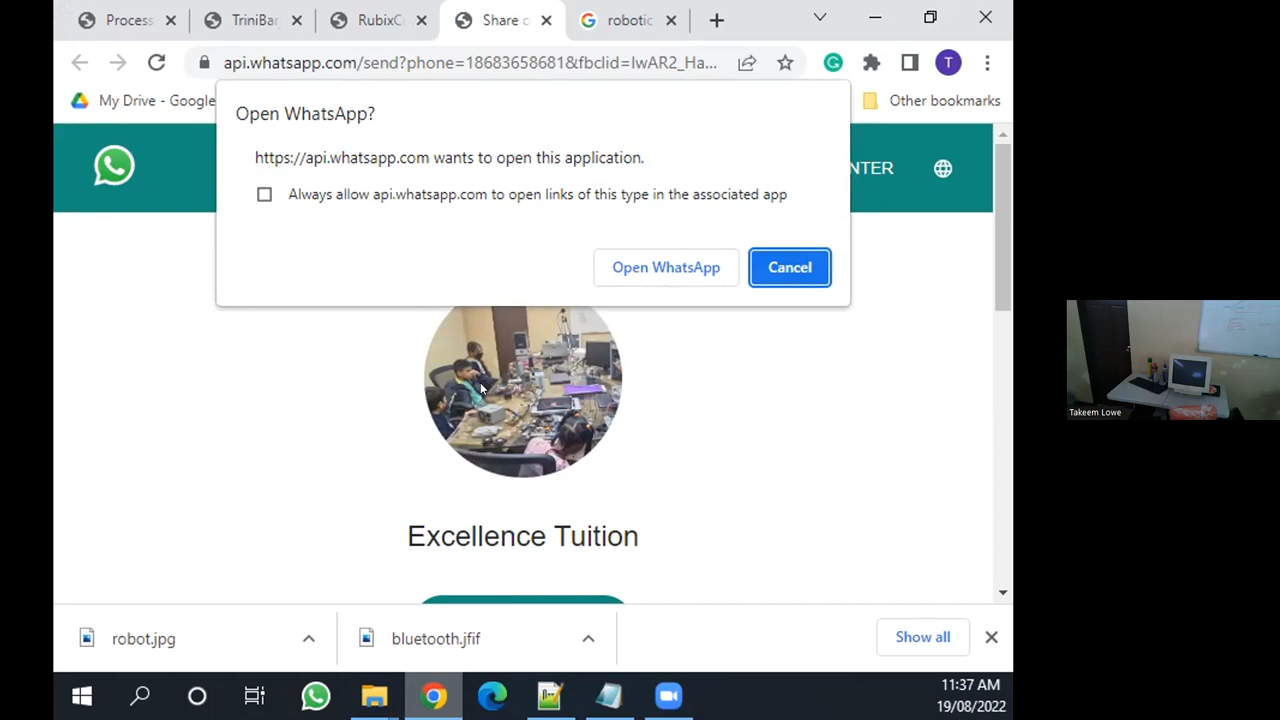 Process
TriniBar
RubixC
Share o
robotic
api.whatsapp.com/send?phone=18683658681&fbclid=IwAR2_Ha...
T
My Drive - Google
Other bookmarks
Open WhatsApp?
https://api.whatsapp.com wants to open this application.
Always allow api.whatsapp.com to open links of this type in the associated app
NTER
Open WhatsApp
Cancel
Excellence Tuition
Takeem Lowe
robot.jpg
bluetooth.jfif
Show all
11:37 AM
19/08/2022